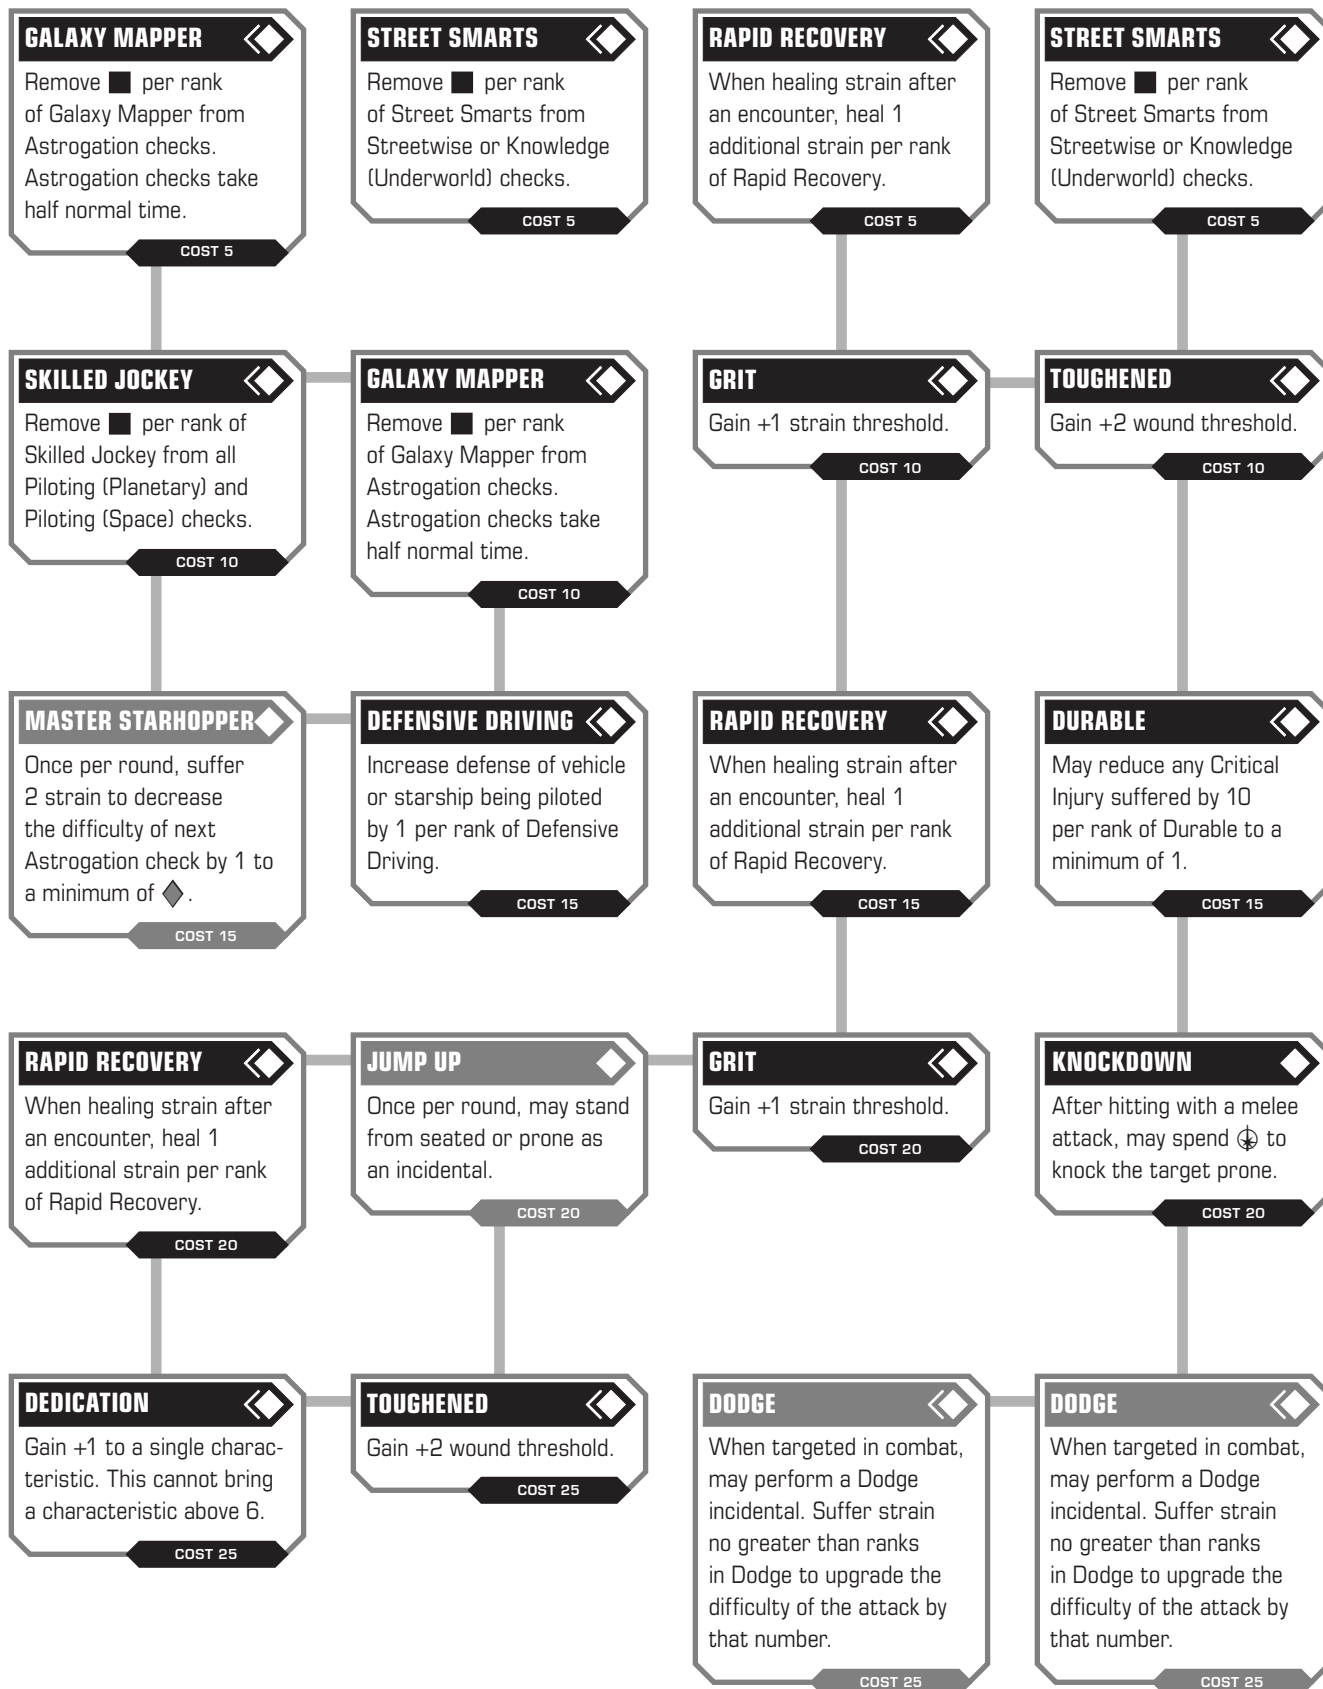 GALAXY MAPPER
Remove per rank
of Galaxy Mapper from
Astrogation checks.
Astrogation checks take
half normal time.
COST 5
STREET SMARTS
Remove per rank
of Street Smarts from
Streetwise or Knowledge
(Underworld) checks.
COST 5
RAPID RECOVERY
When healing strain after
an encounter, heal 1
additional strain per rank
of Rapid Recovery.
COST 5
STREET SMARTS
Remove per rank
of Street Smarts from
Streetwise or Knowledge
(Underworld) checks.
COST 5
SKILLED JOCKEY
Remove per rank of
Skilled Jockey from all
Piloting (Planetary) and
Piloting (Space) checks.
COST 10
GALAXY MAPPER
Remove per rank
of Galaxy Mapper from
Astrogation checks.
Astrogation checks take
half normal time.
COST 10
GRIT
Gain +1 strain threshold.
COST 10
TOUGHENED
Gain +2 wound threshold.
COST 10
MASTER STARHOPPER
Once per round, suffer
2 strain to decrease
the difficulty of next
Astrogation check by 1 to
a minimum of .
COST 15
DEFENSIVE DRIVING
Increase defense of vehicle
or starship being piloted
by 1 per rank of Defensive
Driving.
COST 15
RAPID RECOVERY
When healing strain after
an encounter, heal 1
additional strain per rank
of Rapid Recovery.
COST 15
DURABLE
May reduce any Critical
Injury suffered by 10
per rank of Durable to a
minimum of 1.
COST 15
RAPID RECOVERY
When healing strain after
an encounter, heal 1
additional strain per rank
of Rapid Recovery.
COST 20
JUMP UP
Once per round, may stand
from seated or prone as
an incidental.
COST 20
GRIT
Gain +1 strain threshold.
COST 20
KNOCKDOWN
After hitting with a melee
attack, may spend to
knock the target prone.
COST 20
DEDICATION
Gain +1 to a single charac-
teristic. This cannot bring
a characteristic above 6.
COST 25
TOUGHENED
Gain +2 wound threshold.
COST 25
DODGE
When targeted in combat,
may perform a Dodge
incidental. Suffer strain
no greater than ranks
in Dodge to upgrade the
difficulty of the attack by
that number.
COST 25
DODGE
When targeted in combat,
may perform a Dodge
incidental. Suffer strain
no greater than ranks
in Dodge to upgrade the
difficulty of the attack by
that number.
COST 25